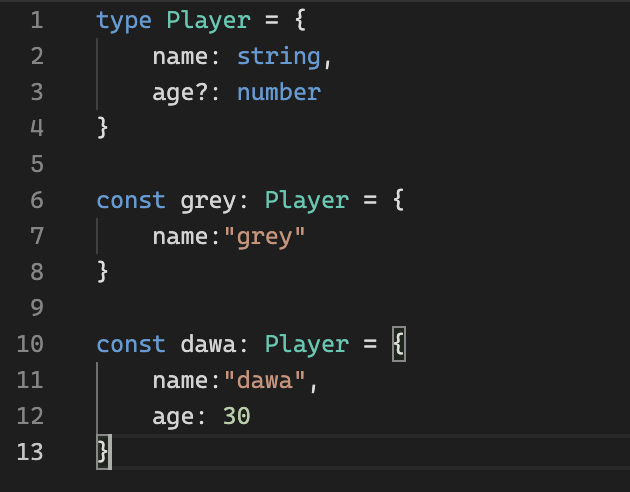 1 type Player = {
2     name: string,
3     age?: number
4 }
5
6 const grey: Player = {
7     name:"grey"
8 }
9
10 const dawa: Player = {
11     name:"dawa",
12     age: 30
13 }